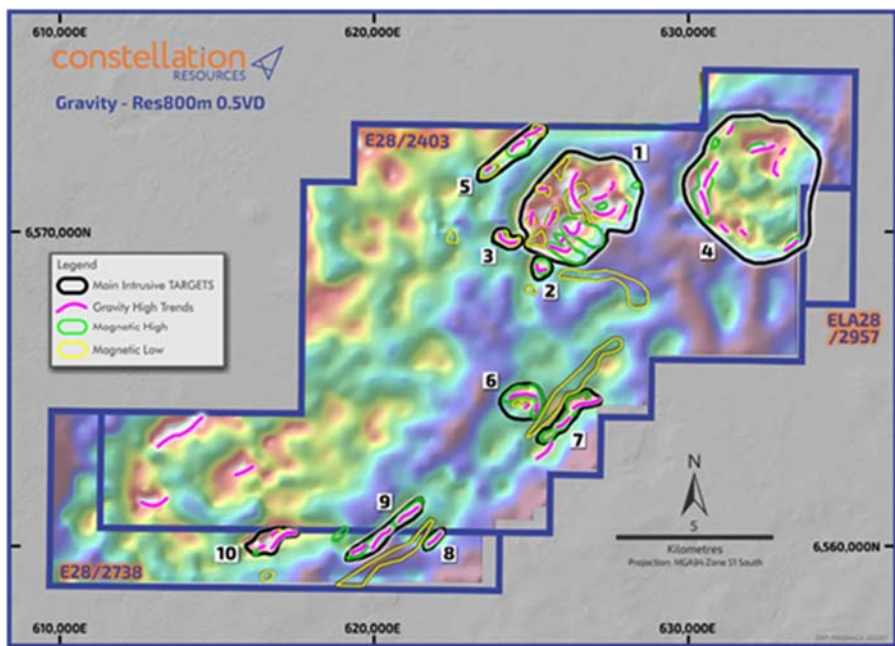 610,000E 620,000E 630,000E
constellation
RESOURCES
Gravity - Res800m 0.5VD
E28/2403
1
5
6,570,000N
3
4
2
Legend
Main Intrusive TARGETS
Gravity High Trends
Magnetic High
Magnetic Low
ELA28
/2957
6
7
N
9
5
10
8
Kilometres
6,560,000N
Projection: MGA94 Zone 51 South
E28/2738
610,000E 620,000E 630,000E